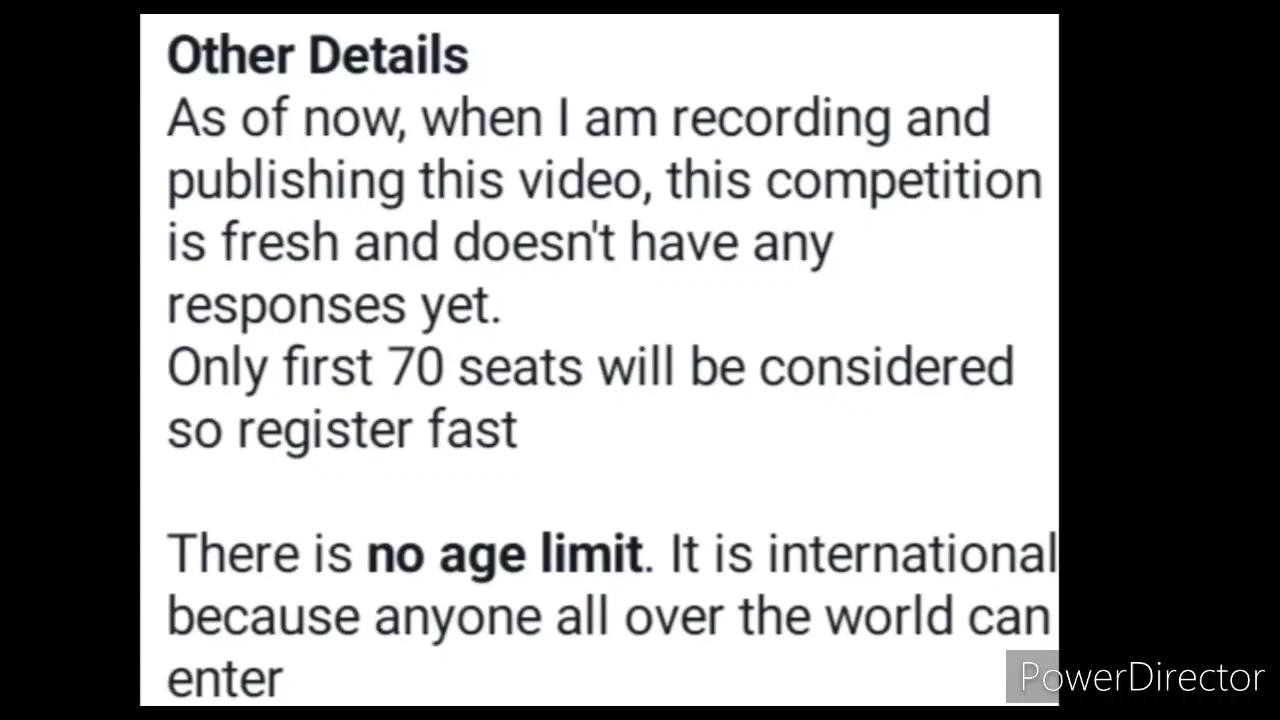 Other Details
As of now, when I am recording and
publishing this video, this competition
is fresh and doesn't have any
responses yet.
Only first 70 seats will be considered
so register fast
There is no age limit. It is international
because anyone all over the world can
enter
PowerDirector